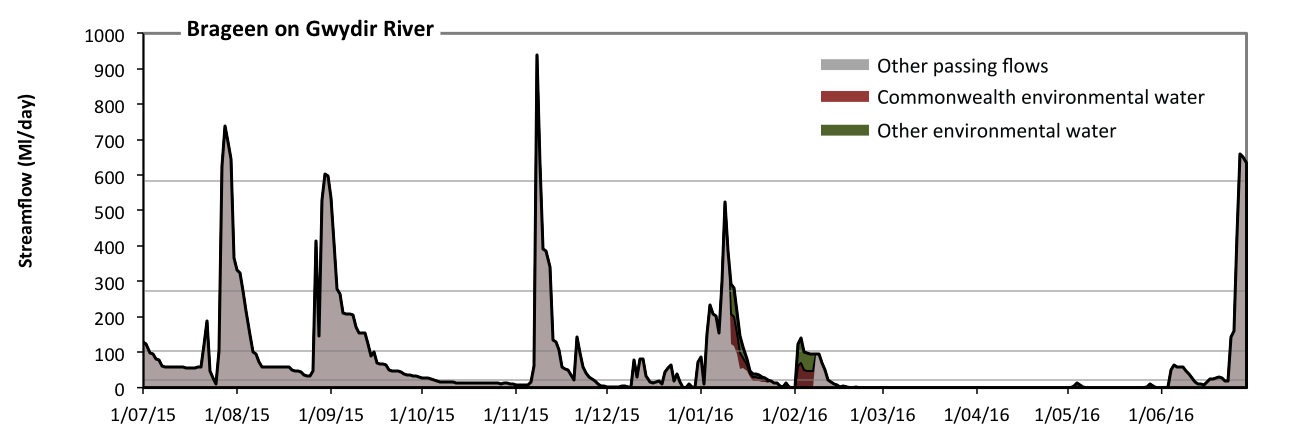 Brageen on Gwydir River
Streamflow (Ml/day)
1000
900
800
700
600
500
400
300
200
100
0
Other passing flows
Commonwealth environmental water
Other environmental water
1/07/15 1/08/15 1/09/15 1/10/15 1/11/15 1/12/15 1/01/16 1/02/16 1/03/16 1/04/16 1/05/16 1/06/16